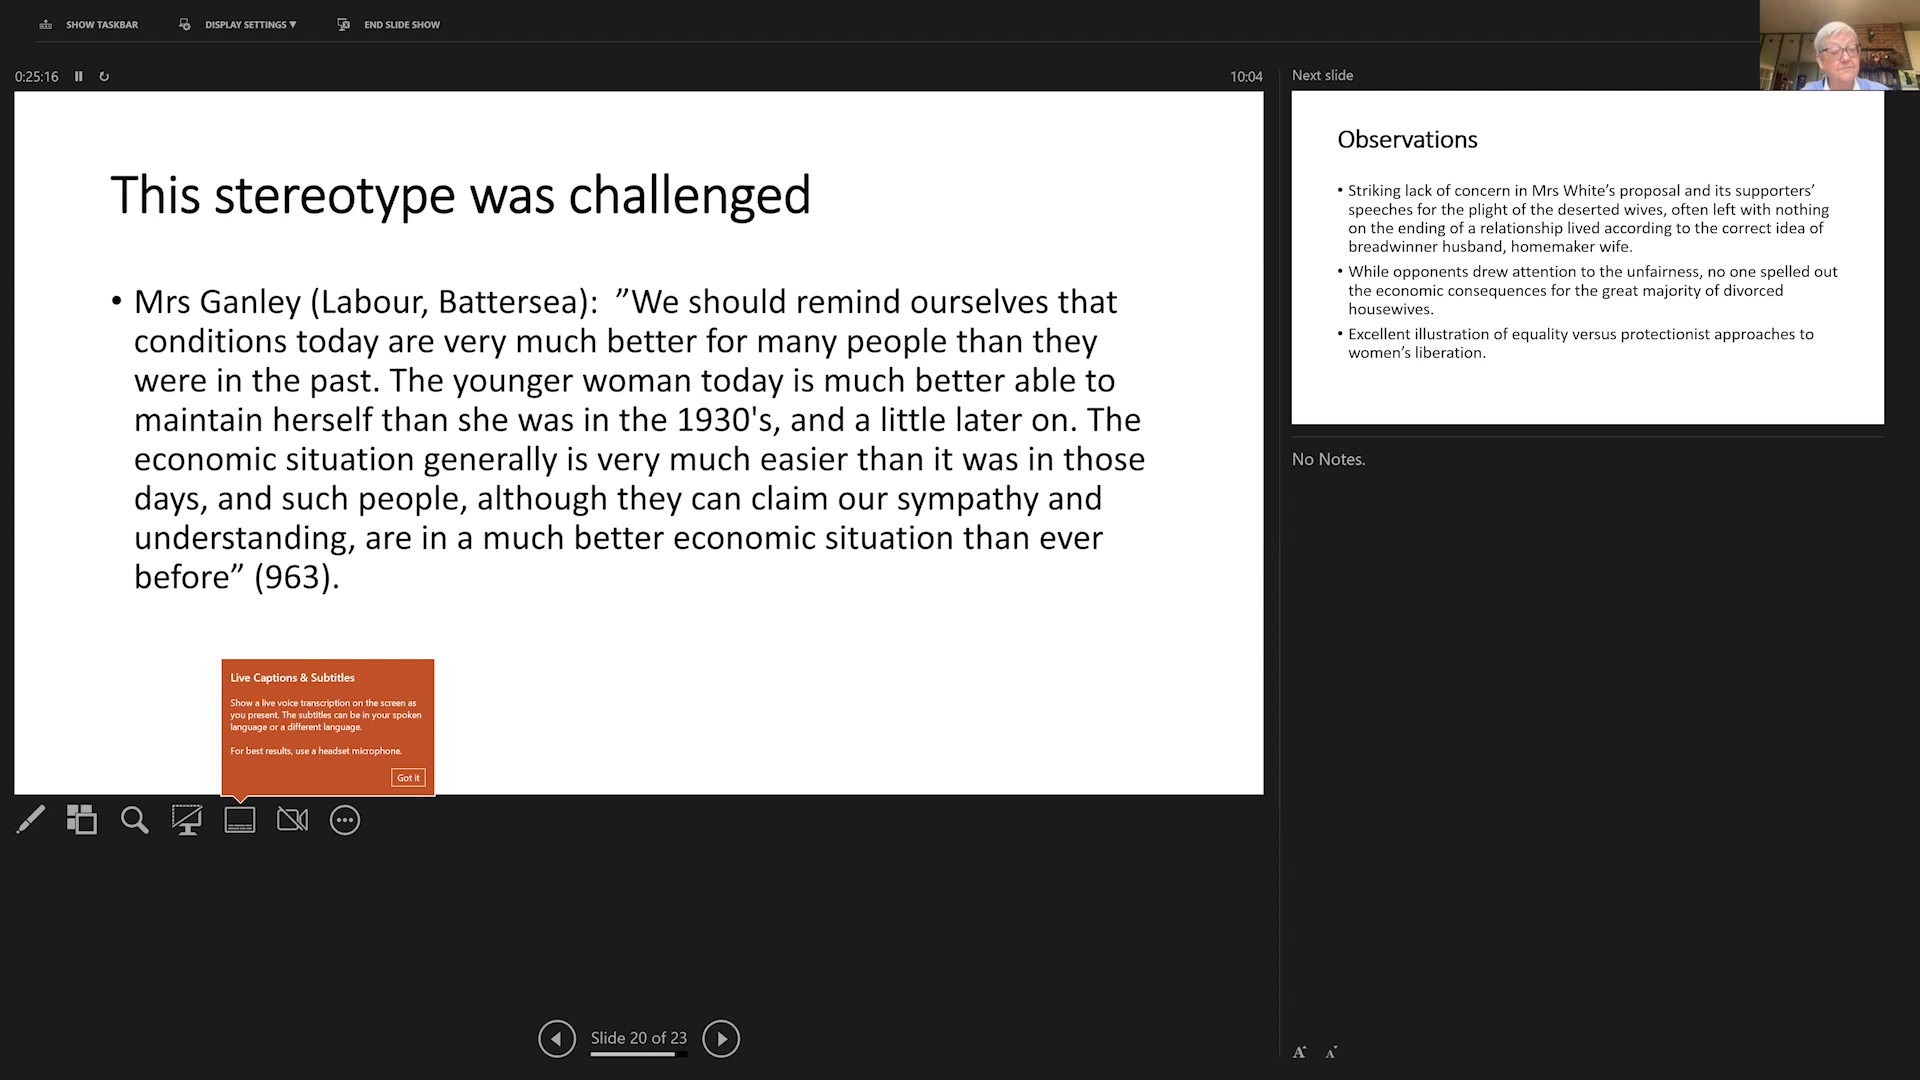 SHOW TASKBAR
DISPLAY SETTINGS ▼
END SLIDE SHOW
0:25:16
10:04
This stereotype was challenged
• Mrs Ganley (Labour, Battersea): ”We should remind ourselves that
conditions today are very much better for many people than they
were in the past. The younger woman today is much better able to
maintain herself than she was in the 1930's, and a little later on. The
economic situation generally is very much easier than it was in those
days, and such people, although they can claim our sympathy and
understanding, are in a much better economic situation than ever
before” (963).
Live Captions & Subtitles
Show a live voice transcription on the screen as
you present. The subtitles can be in your spoken
language or a different language.
For best results, use a headset microphone.
Got it
Slide 20 of 23
Next slide
Observations
• Striking lack of concern in Mrs White’s proposal and its supporters’
speeches for the plight of the deserted wives, often left with nothing
on the ending of a relationship lived according to the correct idea of
breadwinner husband, homemaker wife.
• While opponents drew attention to the unfairness, no one spelled out
the economic consequences for the great majority of divorced
housewives.
• Excellent illustration of equality versus protectionist approaches to
women’s liberation.
No Notes.
A A